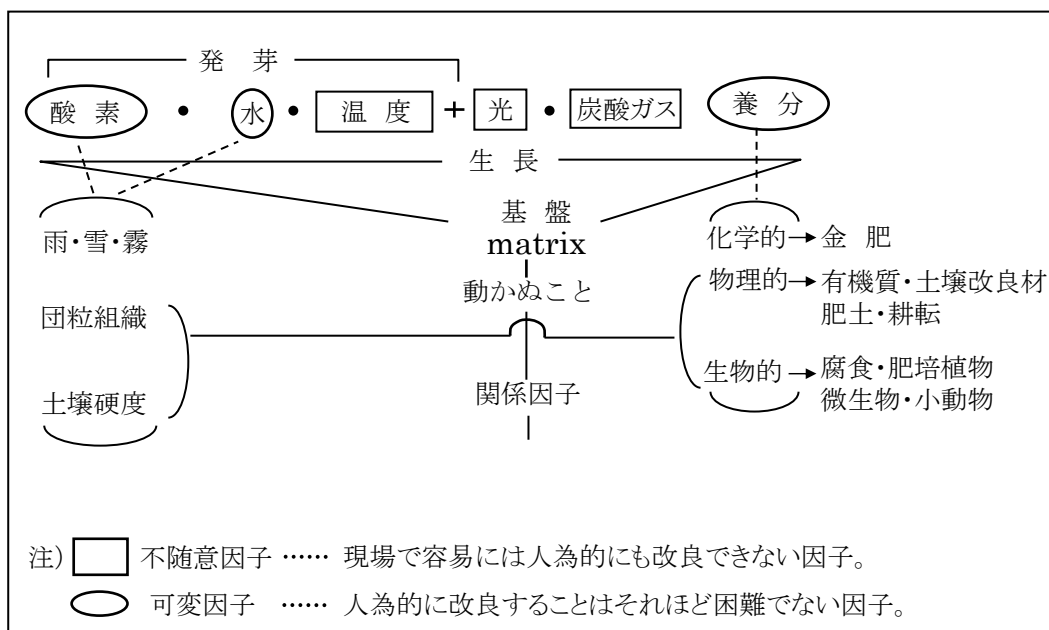 発 芽
酸 素 ・ 水 ・ 温 度 + 光 ・ 炭酸ガス 養 分
生 長
基 盤
matrix
雨・雪・霧
化学的→金 肥
動かぬこと
物理的→有機質・土壌改良材
肥土・耕転
団粒組織
生物的→腐食・肥培植物
微生物・小動物
関係因子
土壌硬度
注) 不随意因子 …… 現場で容易には人為的にも改良できない因子。
可変因子 …… 人為的に改良することはそれほど困難でない因子。